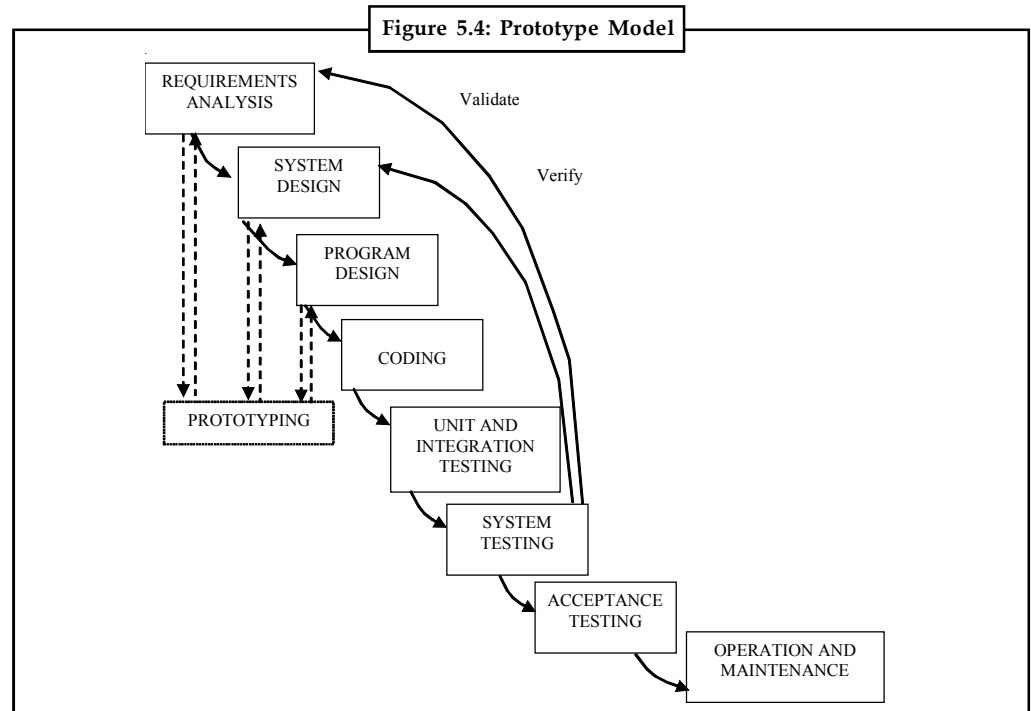 Figure 5.4: Prototype Model
REQUIREMENTS
ANALYSIS
Validate
SYSTEM
DESIGN
Verify
PROGRAM
DESIGN
CODING
PROTOTYPING
UNIT AND
INTEGRATION
TESTING
SYSTEM
TESTING
ACCEPTANCE
TESTING
OPERATION AND
MAINTENANCE